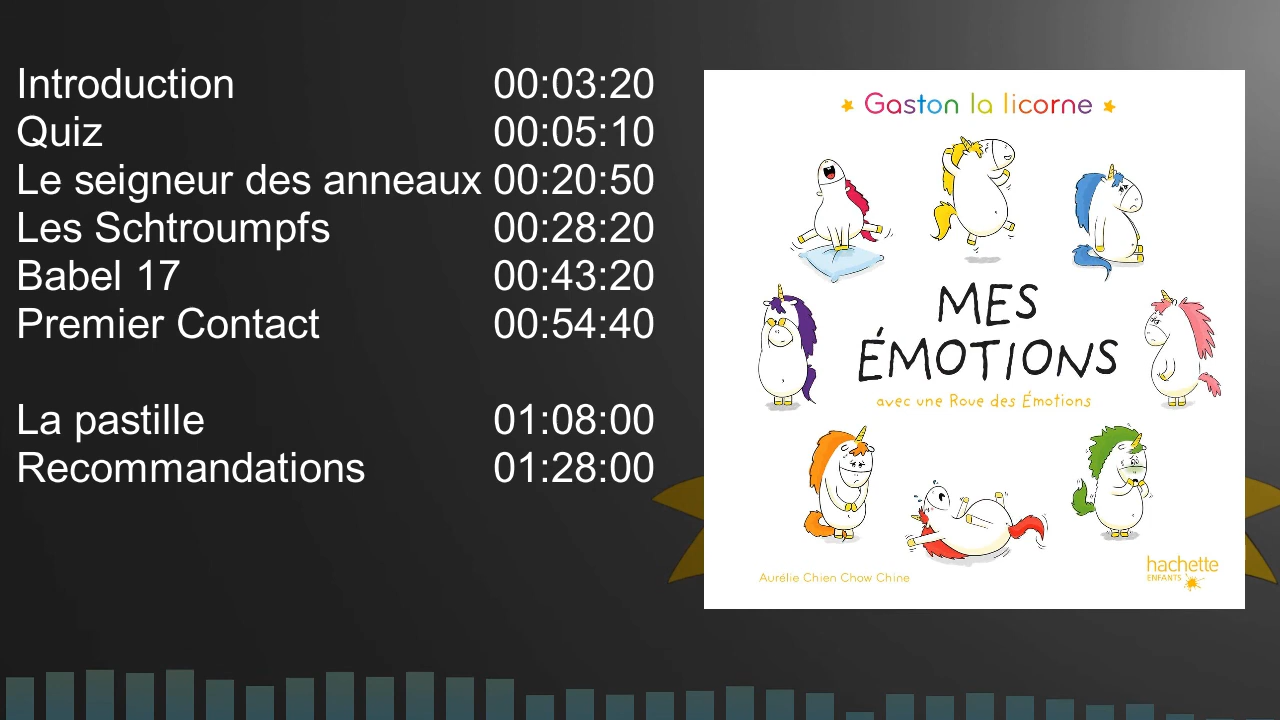 Introduction 00:03:20
Quiz 00:05:10
Le seigneur des anneaux 00:20:50
Les Schtroumpfs 00:28:20
Babel 17 00:43:20
Premier Contact 00:54:40
La pastille 01:08:00
Recommandations 01:28:00
Gaston la licorne
MES
ÉMOTIONS
avec une Roue des Émotions
Aurélie Chien Chow Chine
hachette
ENFANTS